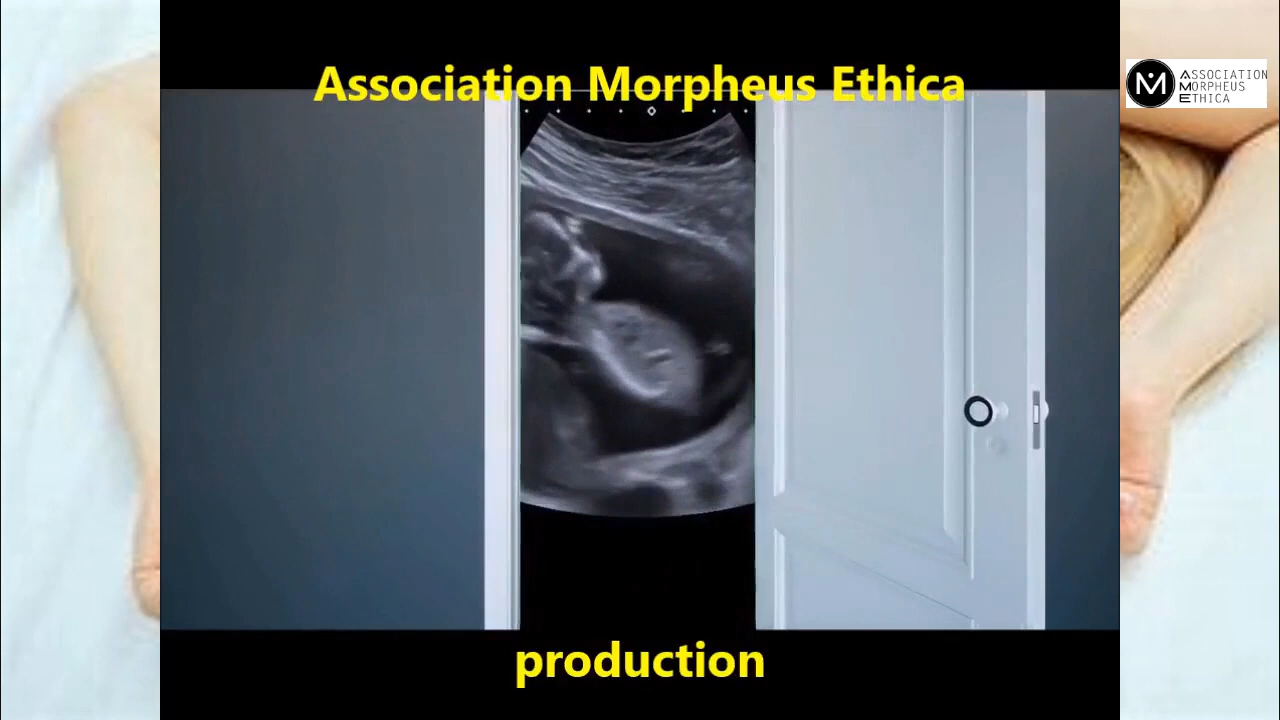 Association Morpheus Ethica
ASSOCIATION
MORPHEUS
ETHICA
production